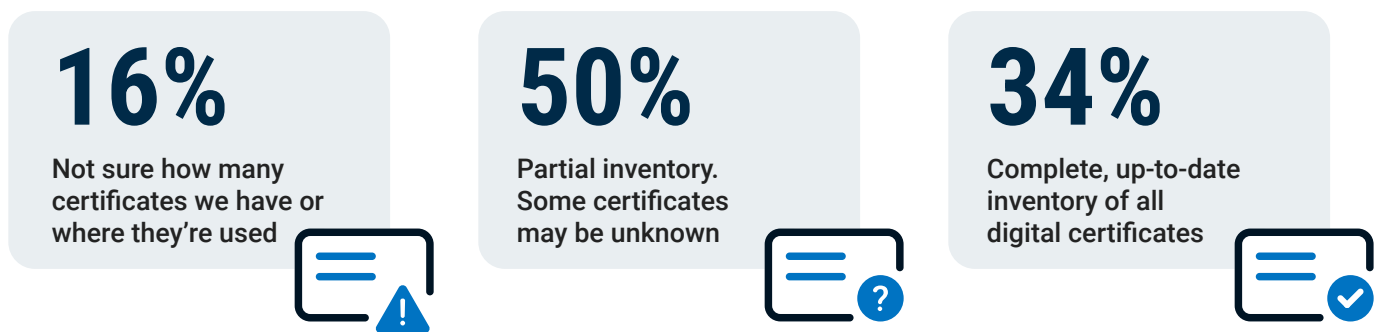 16%
Not sure how many
certificates we have or
where they’re used
50%
Partial inventory.
Some certificates
may be unknown
?
34%
Complete, up-to-date
inventory of all
digital certificates